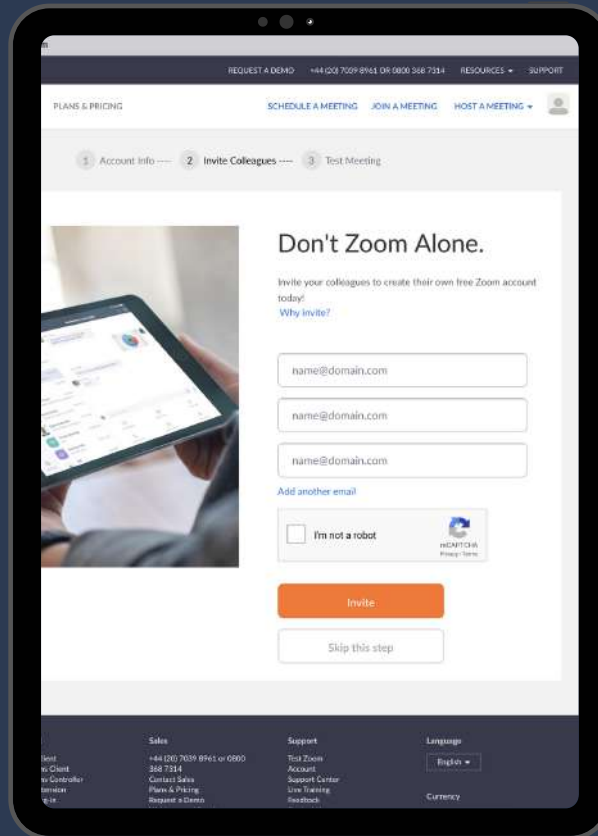 REQUEST A DEMO +44 (20) 7039 8961 OR 0800 368 7314 RESOURCES SUPPORT
PLANS & PRICING SCHEDULE A MEETING JOIN A MEETING HOST A MEETING
1 Account Info ---- 2 Invite Colleagues ---- 3 Test Meeting
Don't Zoom Alone.
Invite your colleagues to create their own free Zoom account
today!
Why invite?
name@domain.com
name@domain.com
name@domain.com
Add another email
I'm not a robot
reCAPTCHA
Privacy - Terms
Invite
Skip this step
Sales
+44 (20) 7039 8961 or 0800
368 7314
Contact Sales
Plans & Pricing
Request a Demo
Support
Test Zoom
Account
Support Center
Live Training
Feedback
Language
English
Currency
Client
Controller